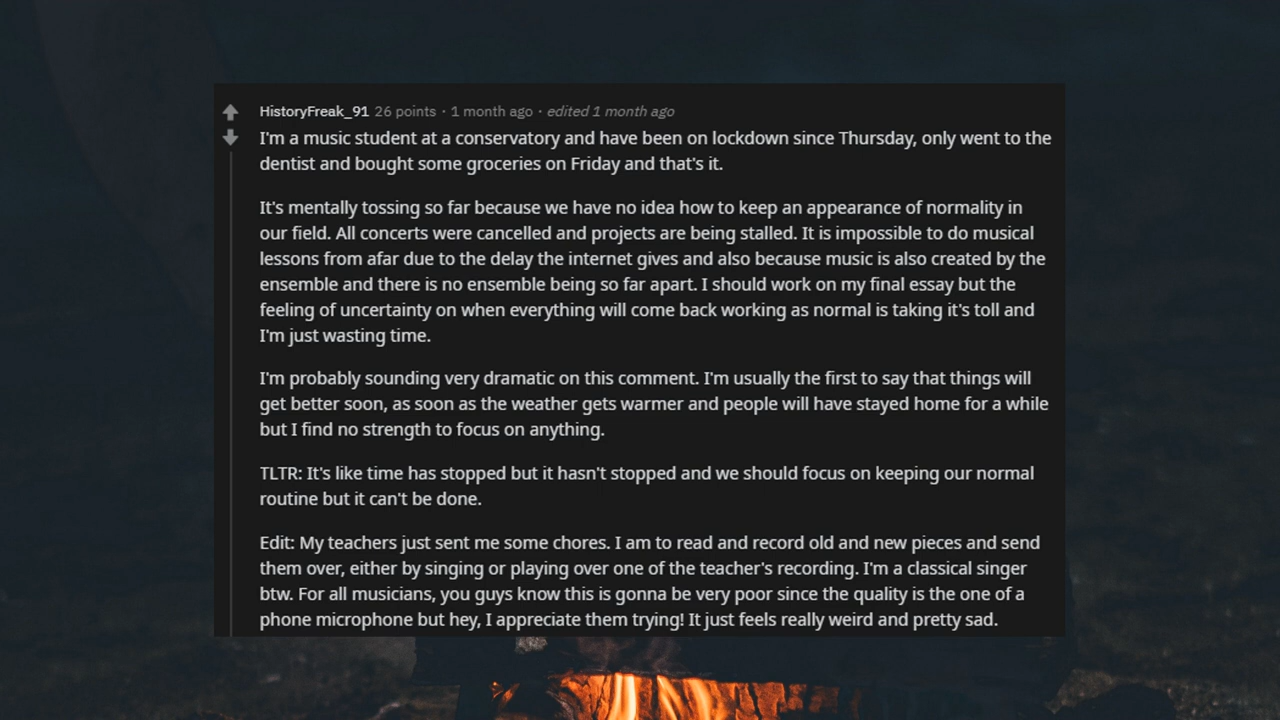 HistoryFreak_91 26 points · 1 month ago · edited 1 month ago
I'm a music student at a conservatory and have been on lockdown since Thursday, only went to the
dentist and bought some groceries on Friday and that's it.
It's mentally tossing so far because we have no idea how to keep an appearance of normality in
our field. All concerts were cancelled and projects are being stalled. It is impossible to do musical
lessons from afar due to the delay the internet gives and also because music is also created by the
ensemble and there is no ensemble being so far apart. I should work on my final essay but the
feeling of uncertainty on when everything will come back working as normal is taking it's toll and
I'm just wasting time.
I'm probably sounding very dramatic on this comment. I'm usually the first to say that things will
get better soon, as soon as the weather gets warmer and people will have stayed home for a while
but I find no strength to focus on anything.
TLTR: It's like time has stopped but it hasn't stopped and we should focus on keeping our normal
routine but it can't be done.
Edit: My teachers just sent me some chores. I am to read and record old and new pieces and send
them over, either by singing or playing over one of the teacher's recording. I'm a classical singer
btw. For all musicians, you guys know this is gonna be very poor since the quality is the one of a
phone microphone but hey, I appreciate them trying! It just feels really weird and pretty sad.